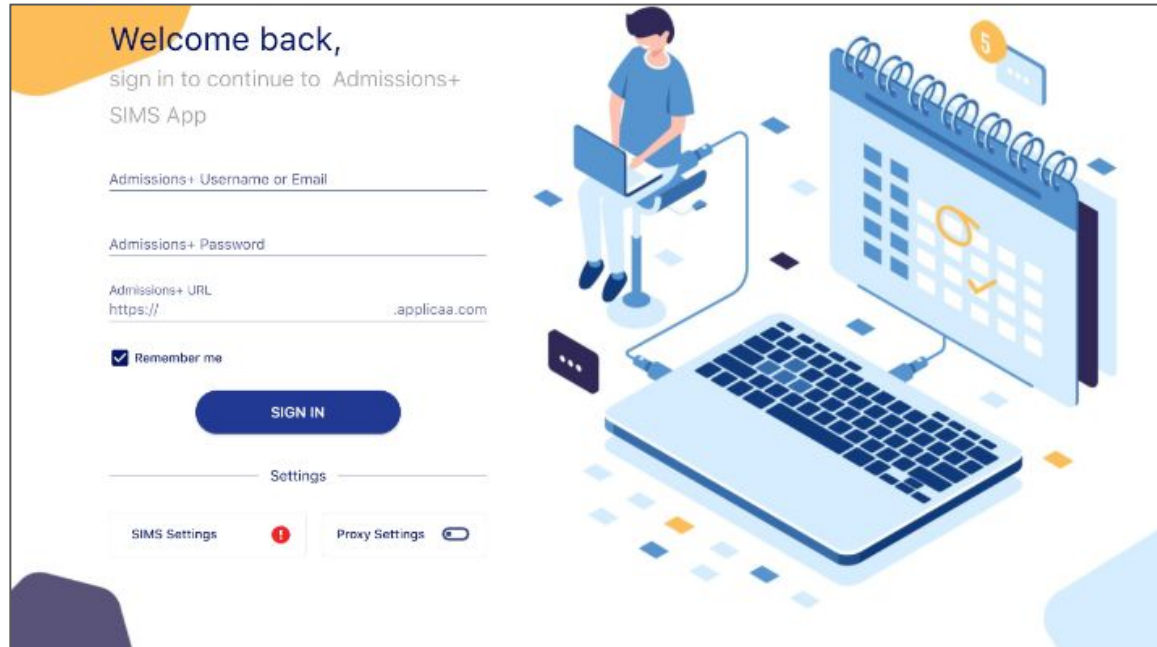 Welcome back,
sign in to continue to Admissions+
SIMS App
Admissions+ Username or Email
Admissions+ Password
Admissions+ URL
https:// .applicaa.com
Remember me
SIGN IN
Settings
SIMS Settings
Proxy Settings
5